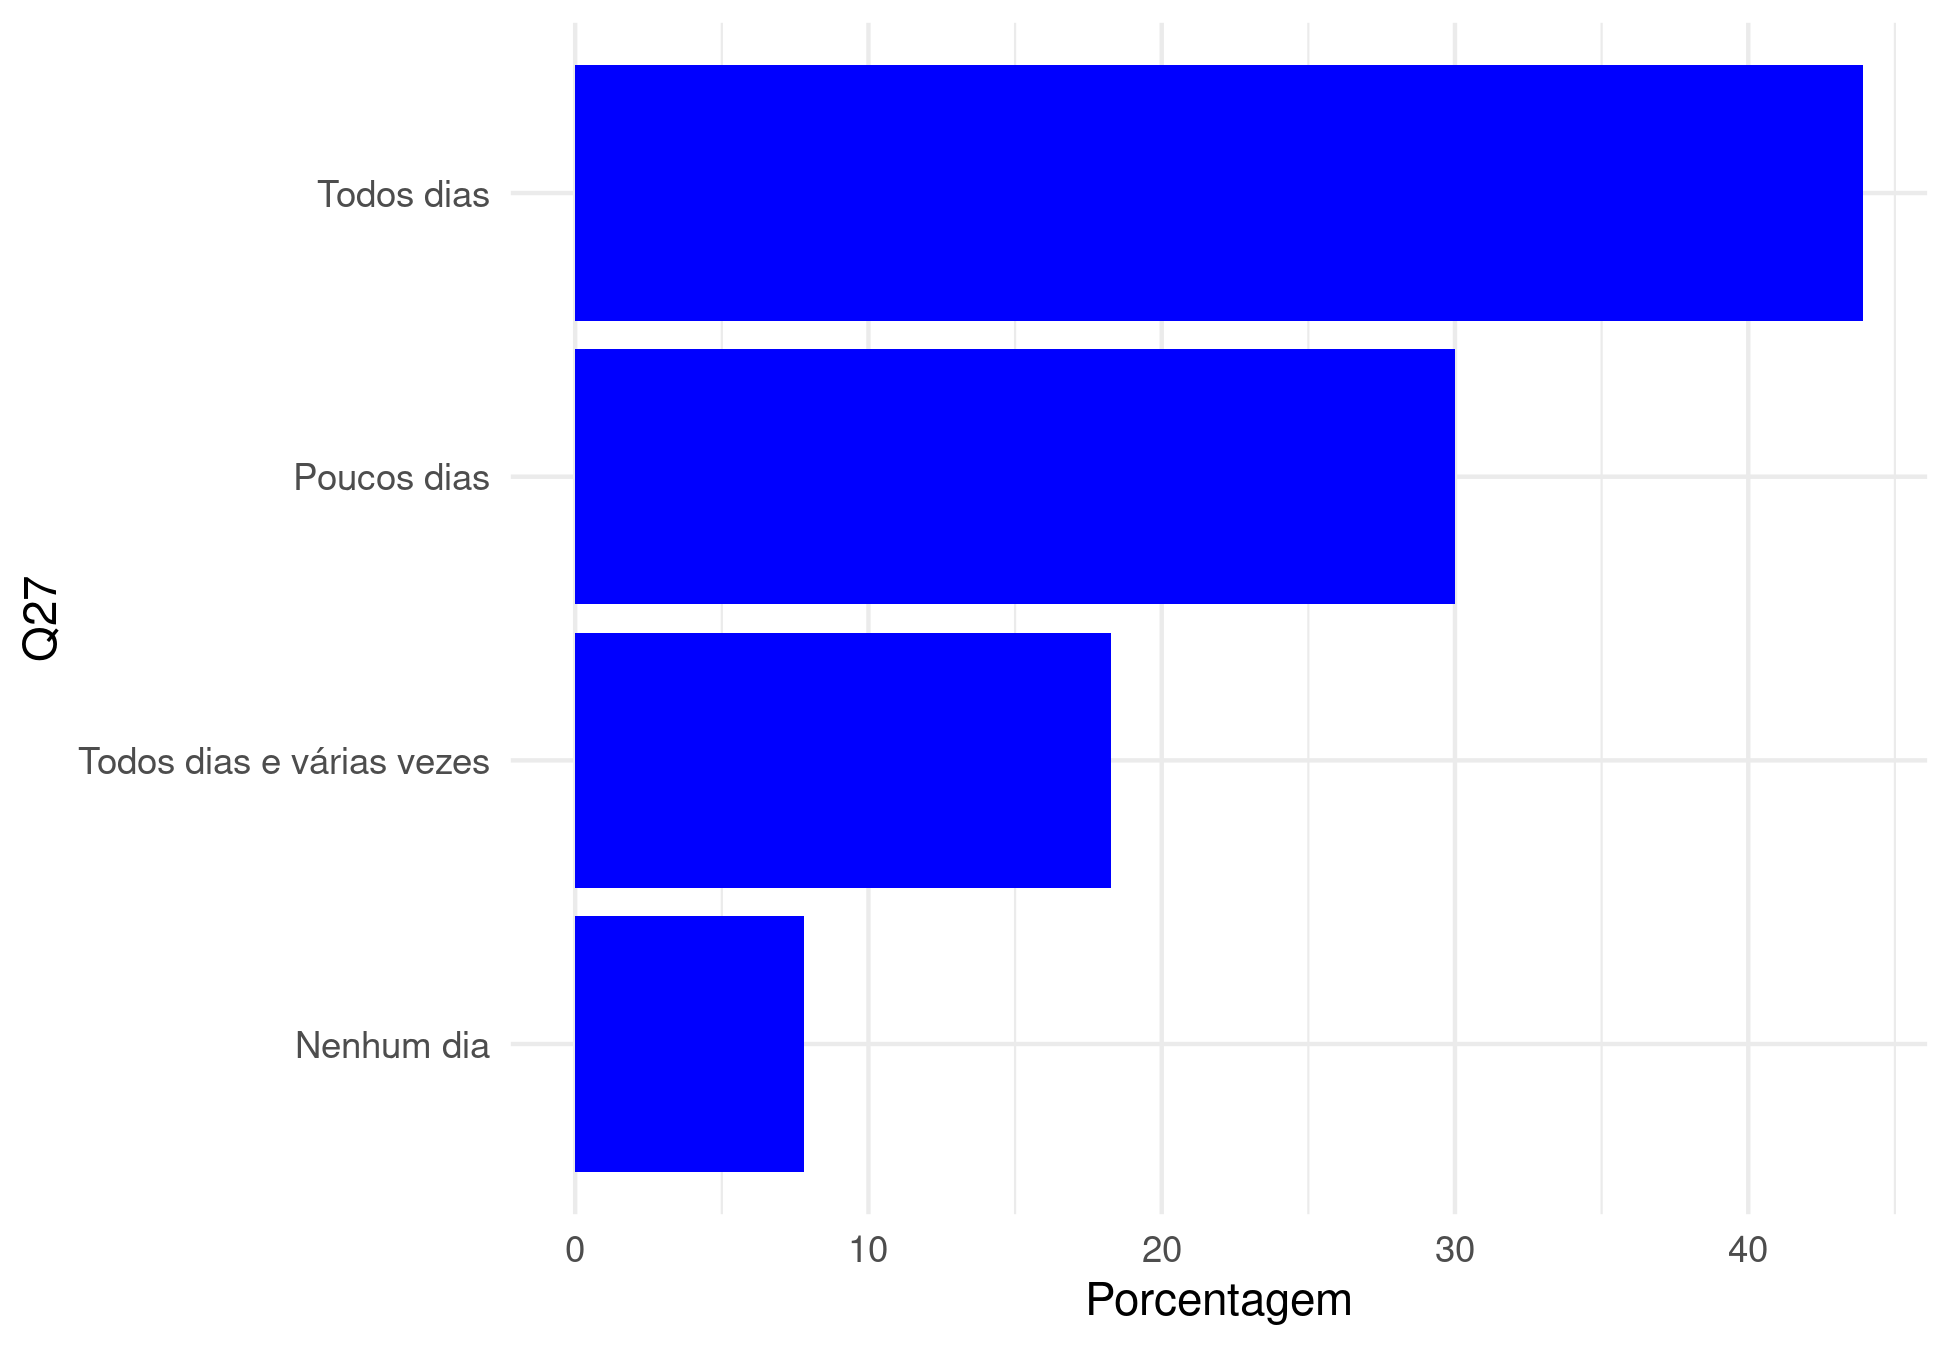 Todos dias
Poucos dias
Q27
Todos dias e várias vezes
Nenhum dia
0 10 20 30 40
Porcentagem